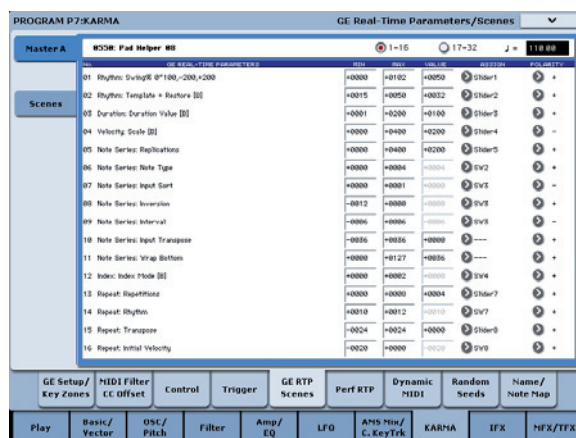 PROGRAM P7:KARMA GE Real-Time Parameters/Scenes
Master A 0550: Pad Helper 08 1-16 17-32 ♩= 110.00
No. GE REAL-TIME PARAMETERS MIN MAX VALUE ASSIGN POLARITY
01 Rhythm: Swing% 0°100,-200,+200 +0000 +0102 +0050 Slider1 +
02 Rhythm: Template + Restore [D] +0015 +0050 +0032 Slider2 +
03 Duration: Duration Value [D] +0001 +0200 +0100 Slider3 +
04 Velocity: Scale [D] +0000 +0400 +0200 Slider4 -
05 Note Series: Replications +0000 +0400 +0200 Slider5 +
06 Note Series: Note Type +0000 +0004 +0004 SW2 +
07 Note Series: Input Sort +0000 +0001 +0000 SW3 -
08 Note Series: Inversion -0012 +0000 +0000 SW3 +
09 Note Series: Interval -0006 +0006 SW3 -
10 Note Series: Input Transpose -0036 +0036 +0000 --- +
11 Note Series: Wrap Bottom +0000 +0127 +0036 --- +
12 Index: Index Mode [B] +0000 +0002 +0000 SW4 +
13 Repeat: Repetitions +0000 +0000 +0004 Slider7 +
14 Repeat: Rhythm +0010 +0012 +0010 SW7 +
15 Repeat: Transpose -0024 +0024 +0000 Slider8 +
16 Repeat: Initial Velocity -0020 +0000 SW8 +
Scenes
GE Setup/ Key Zones MIDI Filter CC Offset Control Trigger GE RTP Scenes Perf RTP Dynamic MIDI Random Seeds Name/ Note Map
Play Basic/ Vector OSC/ Pitch Filter Amp/ EQ LFO AMS Mix/ C.KeyTrk KARMA IFX MFX/TFX